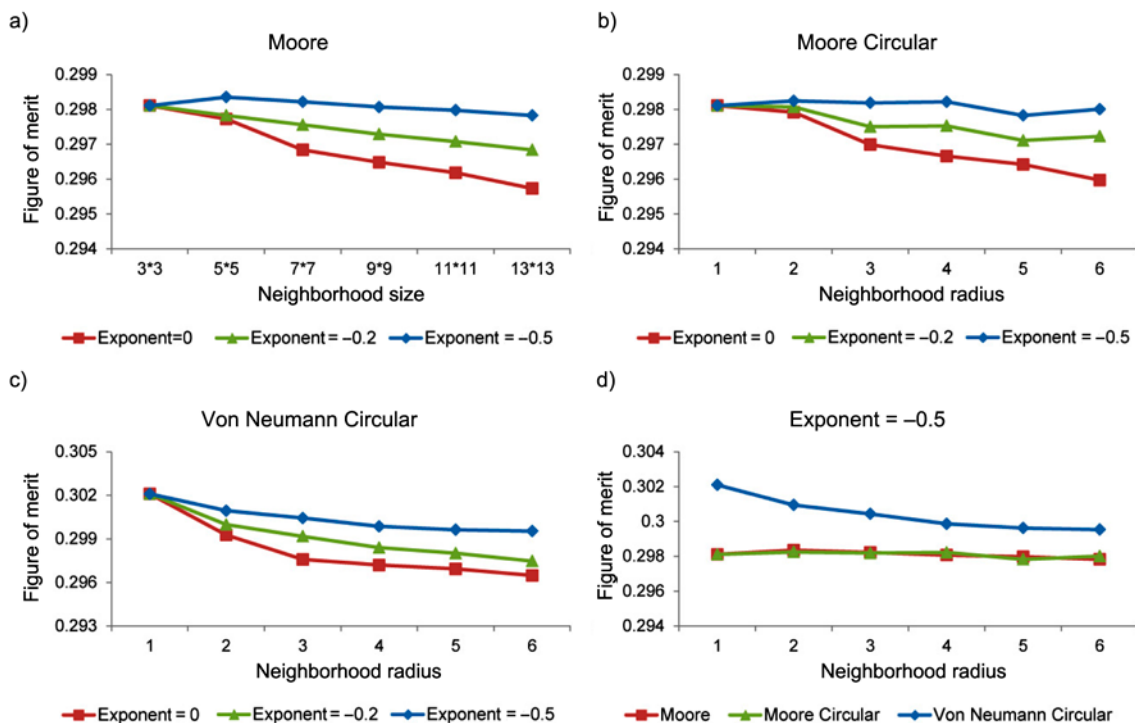 a)
Moore
0.299
0.298
0.297
0.296
0.295
0.294
Figure of merit
3*3 5*5 7*7 9*9 11*11 13*13
Neighborhood size
Exponent=0 Exponent = –0.2 Exponent = –0.5
b)
Moore Circular
0.299
0.298
0.297
0.296
0.295
0.294
Figure of merit
1 2 3 4 5 6
Neighborhood radius
Exponent = 0 Exponent = –0.2 Exponent = –0.5
c)
Von Neumann Circular
0.305
0.302
0.299
0.296
0.293
Figure of merit
1 2 3 4 5 6
Neighborhood radius
Exponent = 0 Exponent = –0.2 Exponent = –0.5
d)
Exponent = –0.5
0.304
0.302
0.3
0.298
0.296
0.294
Figure of merit
1 2 3 4 5 6
Neighborhood radius
Moore Moore Circular Von Neumann Circular